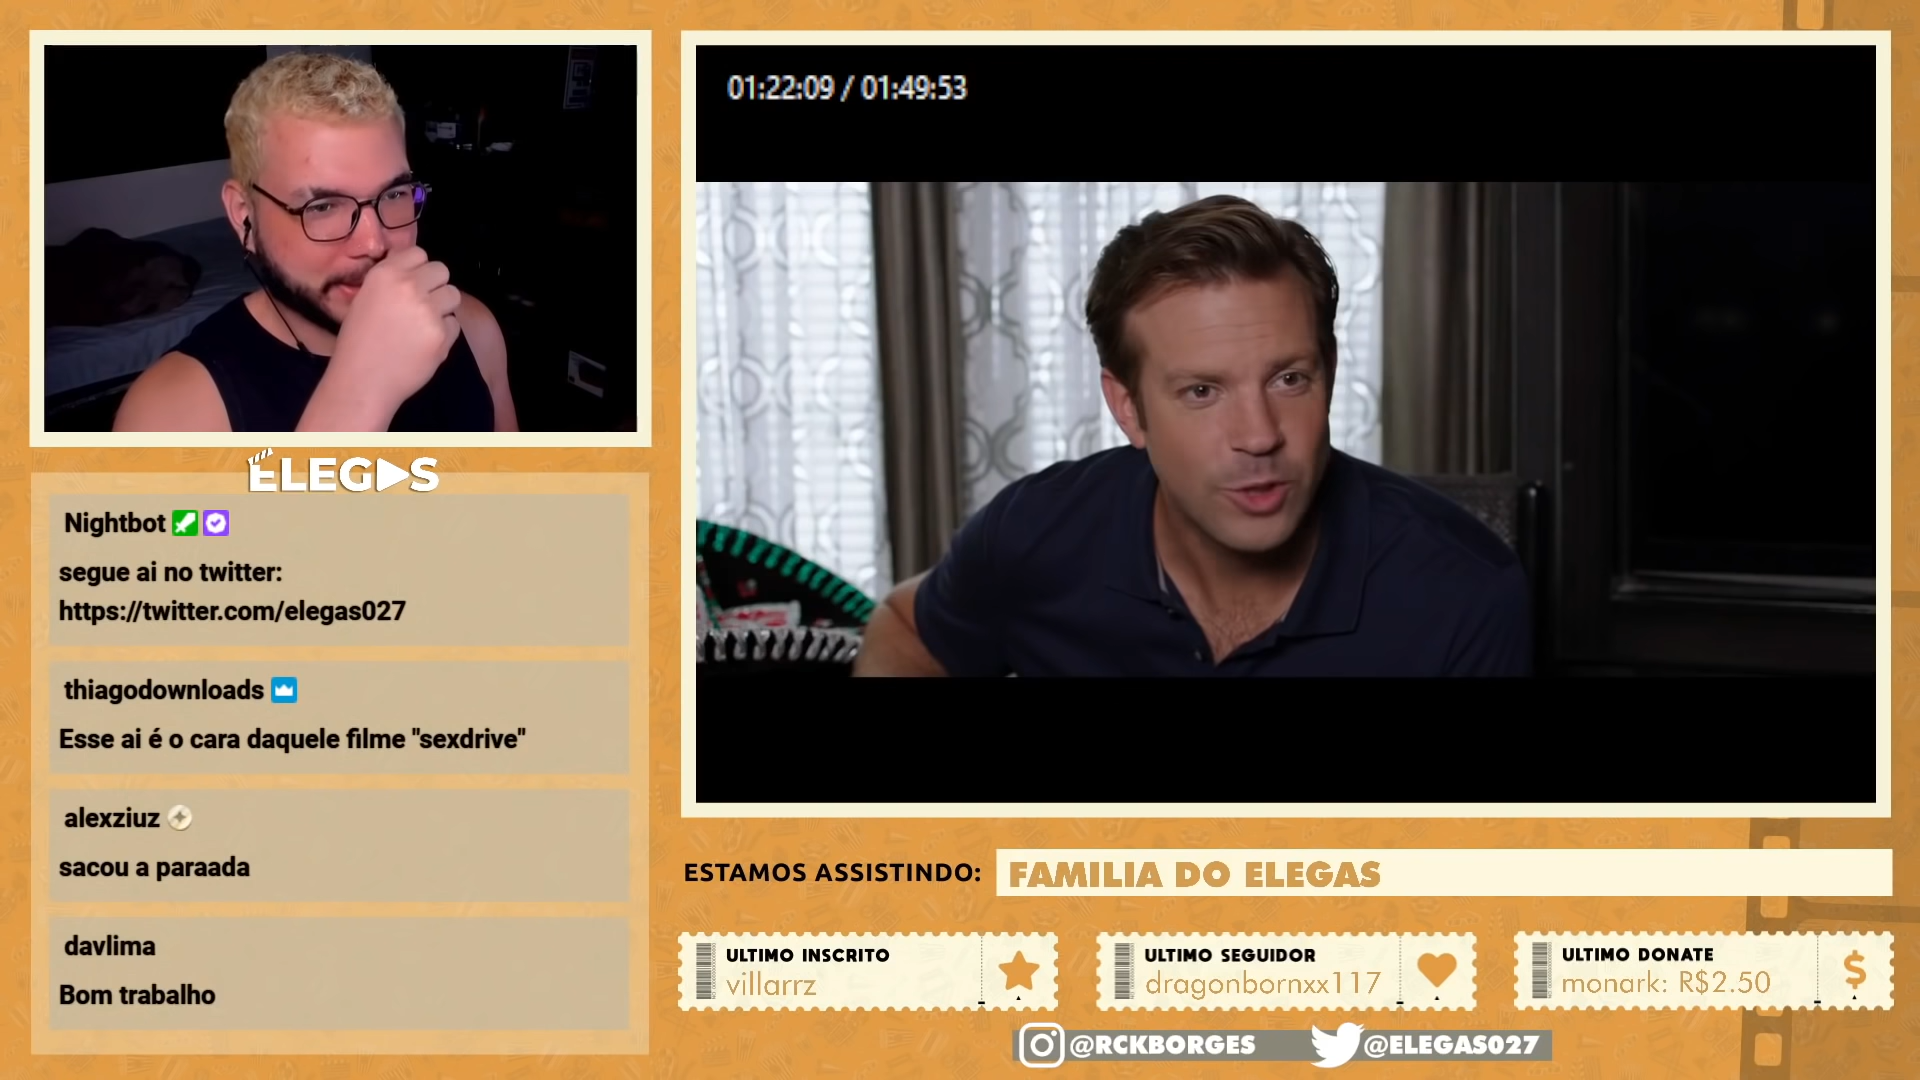 01:22:09 / 01:49:53
ELEGAS
Nightbot
segue ai no twitter:
https://twitter.com/elegas027
thiagodownloads
Esse ai é o cara daquele filme "sexdrive"
alexziuz
sacou a paraada
davlima
Bom trabalho
ESTAMOS ASSISTINDO:
FAMILIA DO ELEGAS
ULTIMO INSCRITO
villarrz
ULTIMO SEGUIDOR
dragonbornxx117
ULTIMO DONATE
monark: R$2.50
$
@RCKBORGES
@ELEGAS027